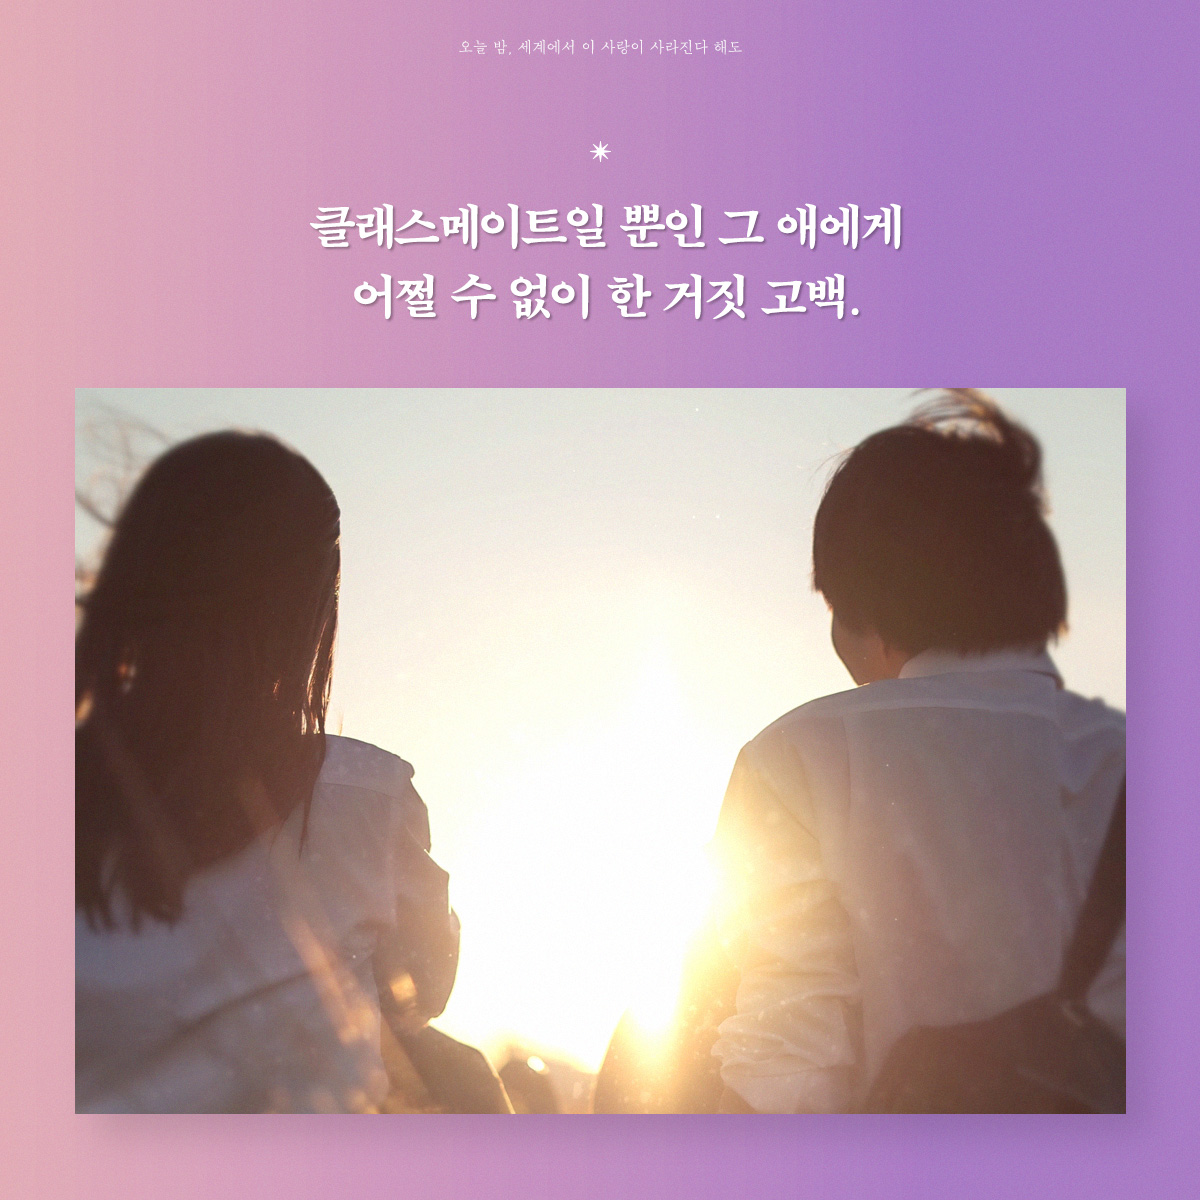 오늘 밤, 세계에서 이 사랑이 사라진다 해도
클래스메이트일 뿐인 그 애에게
어쩔 수 없이 한 거짓 고백.